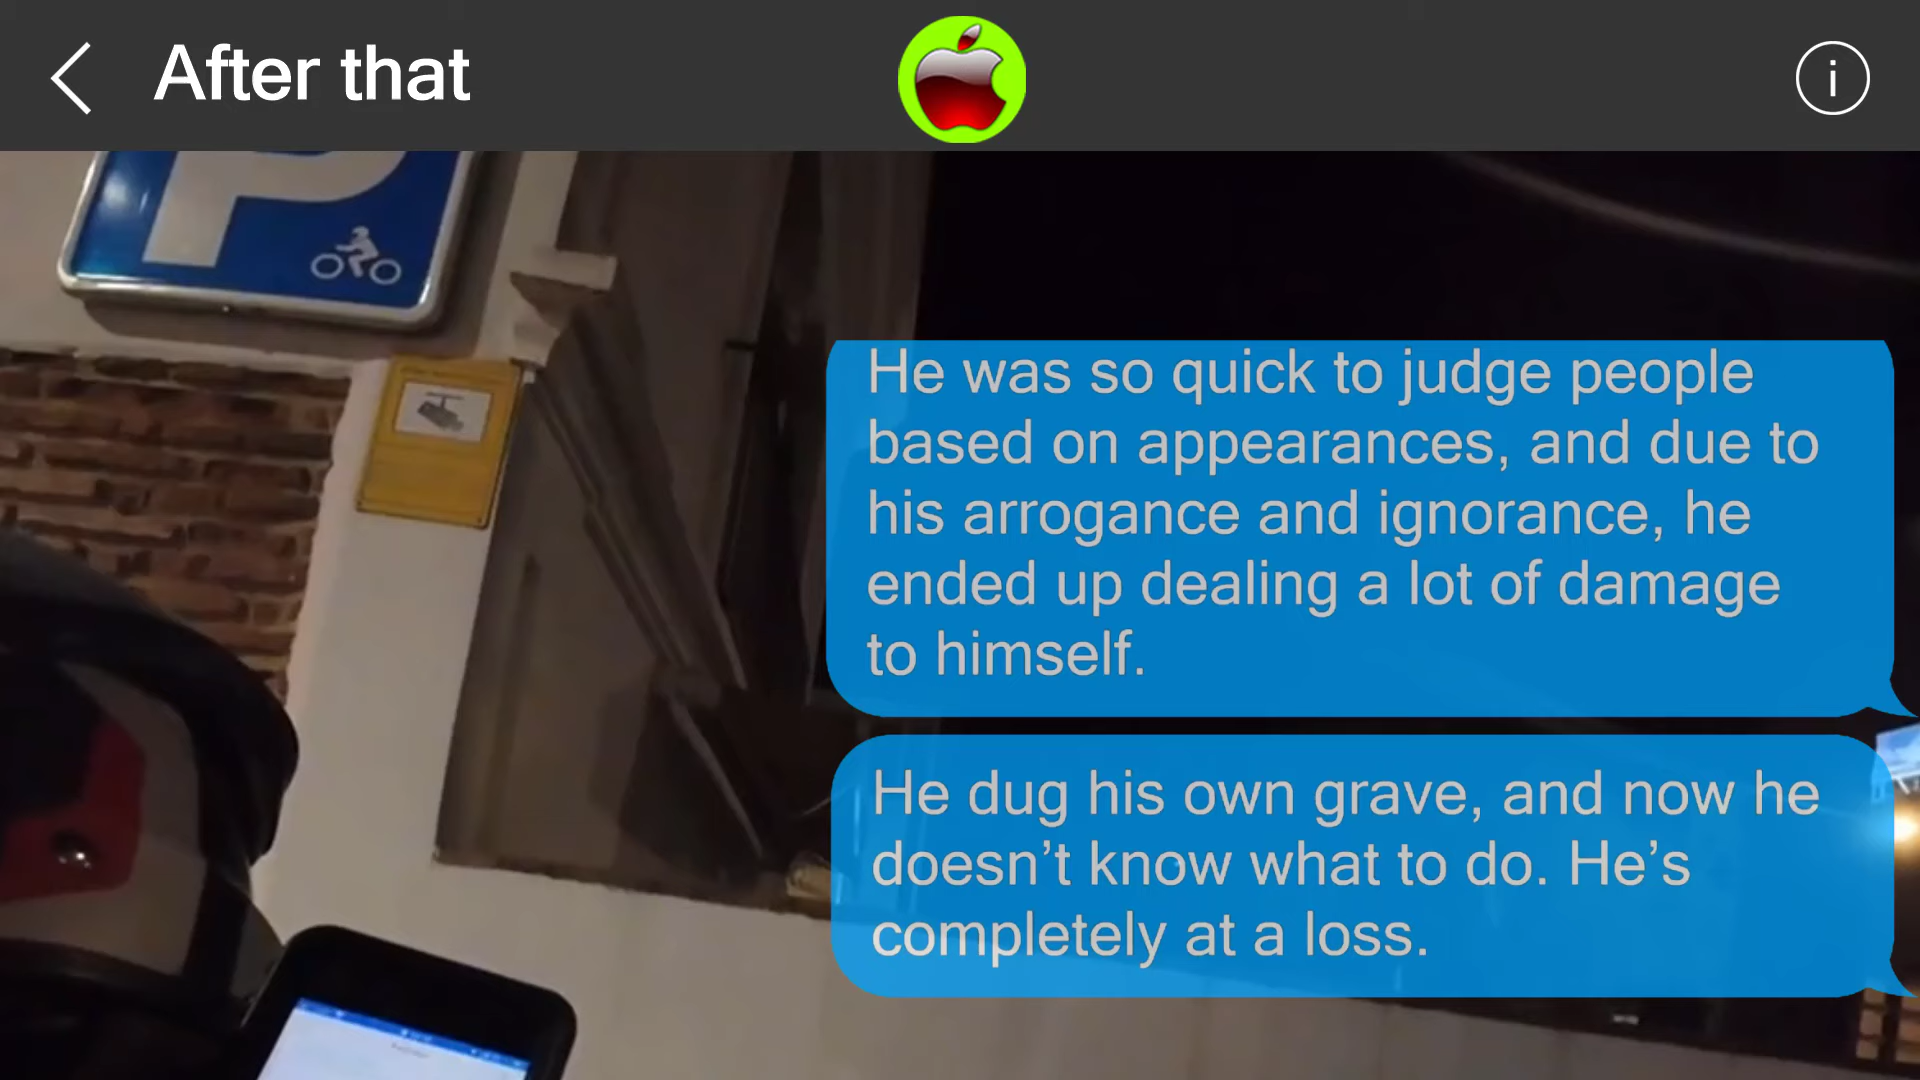 After that
i
P
He was so quick to judge people
based on appearances, and due to
his arrogance and ignorance, he
ended up dealing a lot of damage
to himself.
He dug his own grave, and now he
doesn’t know what to do. He’s
completely at a loss.